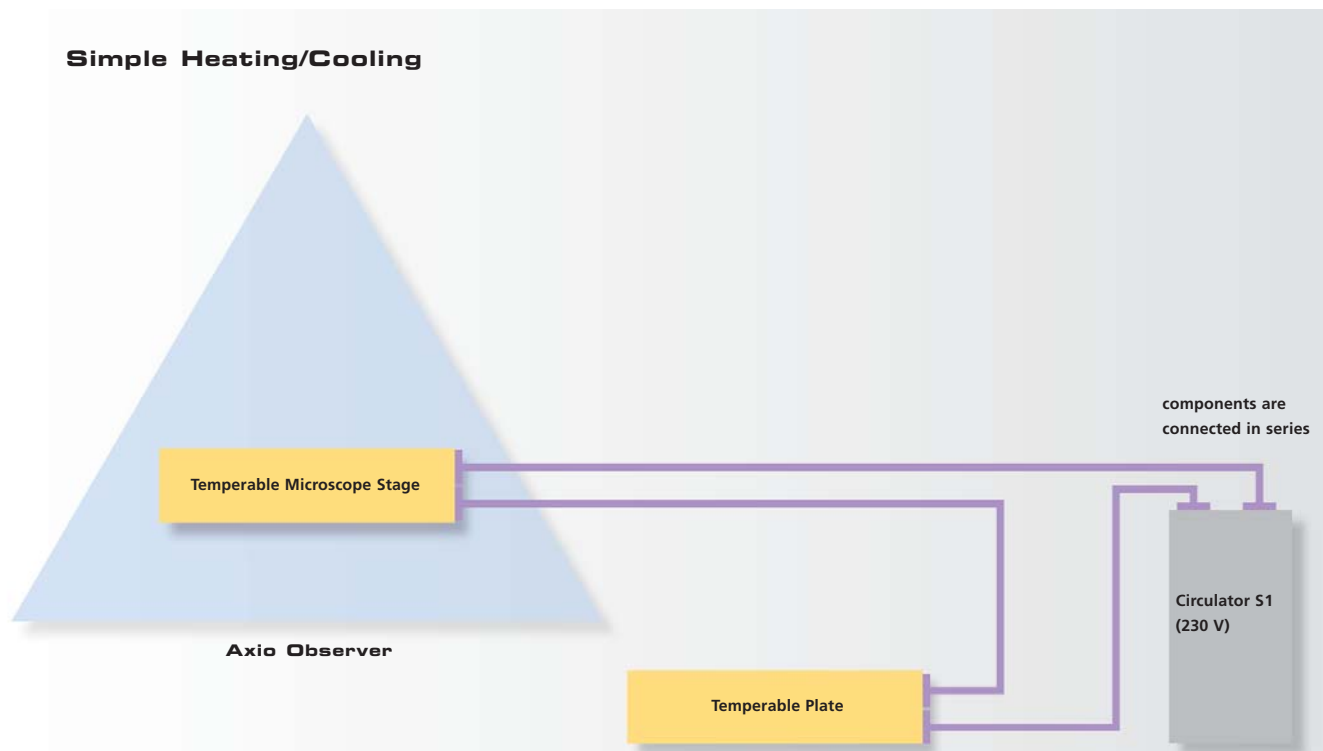 Simple Heating/Cooling
components are
connected in series
Temperable Microscope Stage
Circulator S1
(230 V)
Axio Observer
Temperable Plate